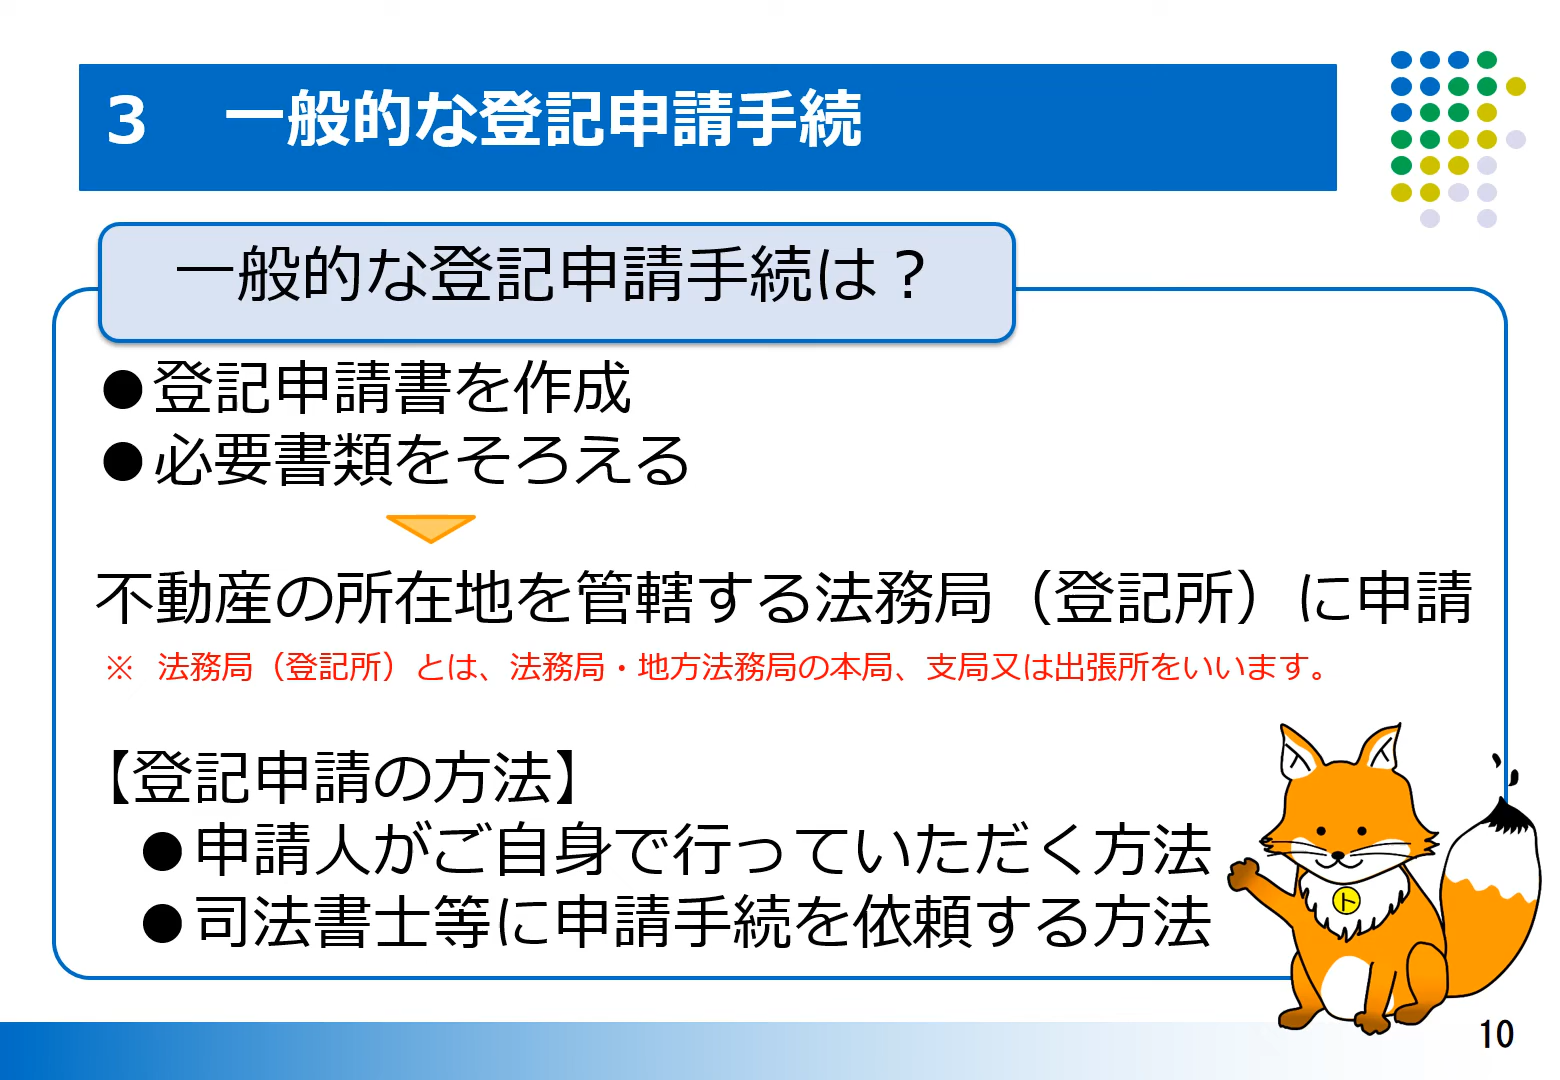 3　一般的な登記申請手続
一般的な登記申請手続は？
●登記申請書を作成
●必要書類をそろえる
不動産の所在地を管轄する法務局（登記所）に申請
※　法務局（登記所）とは、法務局・地方法務局の本局、支局又は出張所をいいます。
【登記申請の方法】
●申請人がご自身で行っていただく方法
●司法書士等に申請手続を依頼する方法
ト
10